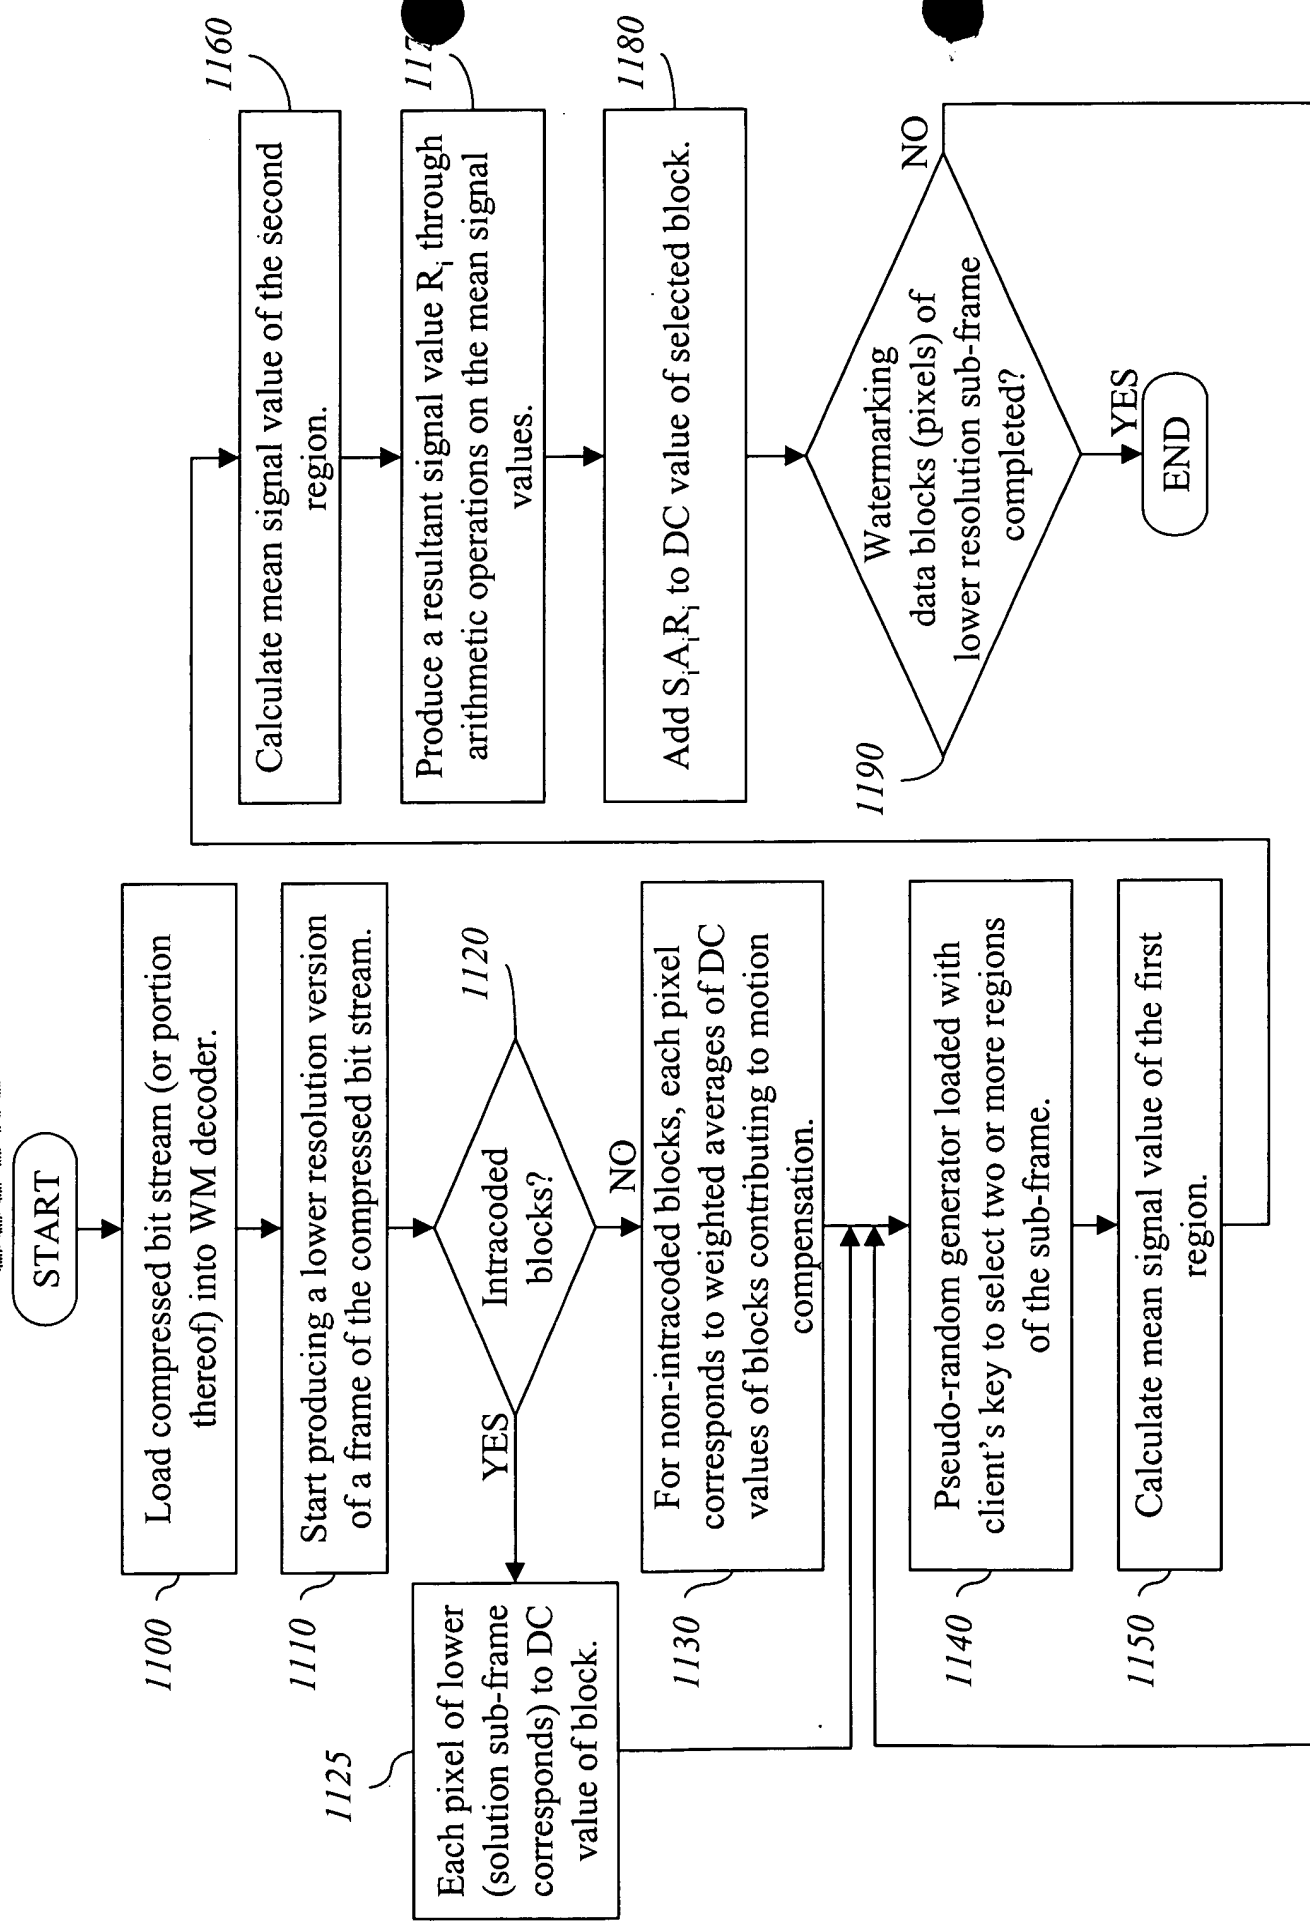 START
Load compressed bit stream (or portion
thereof) into WM decoder.
1100
Start producing a lower resolution version
of a frame of the compressed bit stream.
1110
Intracoded
blocks?
1120
YES
NO
Each pixel of lower
(solution sub-frame
corresponds) to DC
value of block.
1125
For non-intracoded blocks, each pixel
corresponds to weighted averages of DC
values of blocks contributing to motion
compensation.
1130
Pseudo-random generator loaded with
client's key to select two or more regions
of the sub-frame.
1140
Calculate mean signal value of the first
region.
1150
Calculate mean signal value of the second
region.
1160
Produce a resultant signal value Ri through
arithmetic operations on the mean signal
values.
Add SiAiRi to DC value of selected block.
1180
Watermarking
data blocks (pixels) of
lower resolution sub-frame
completed?
1190
NO
YES
END